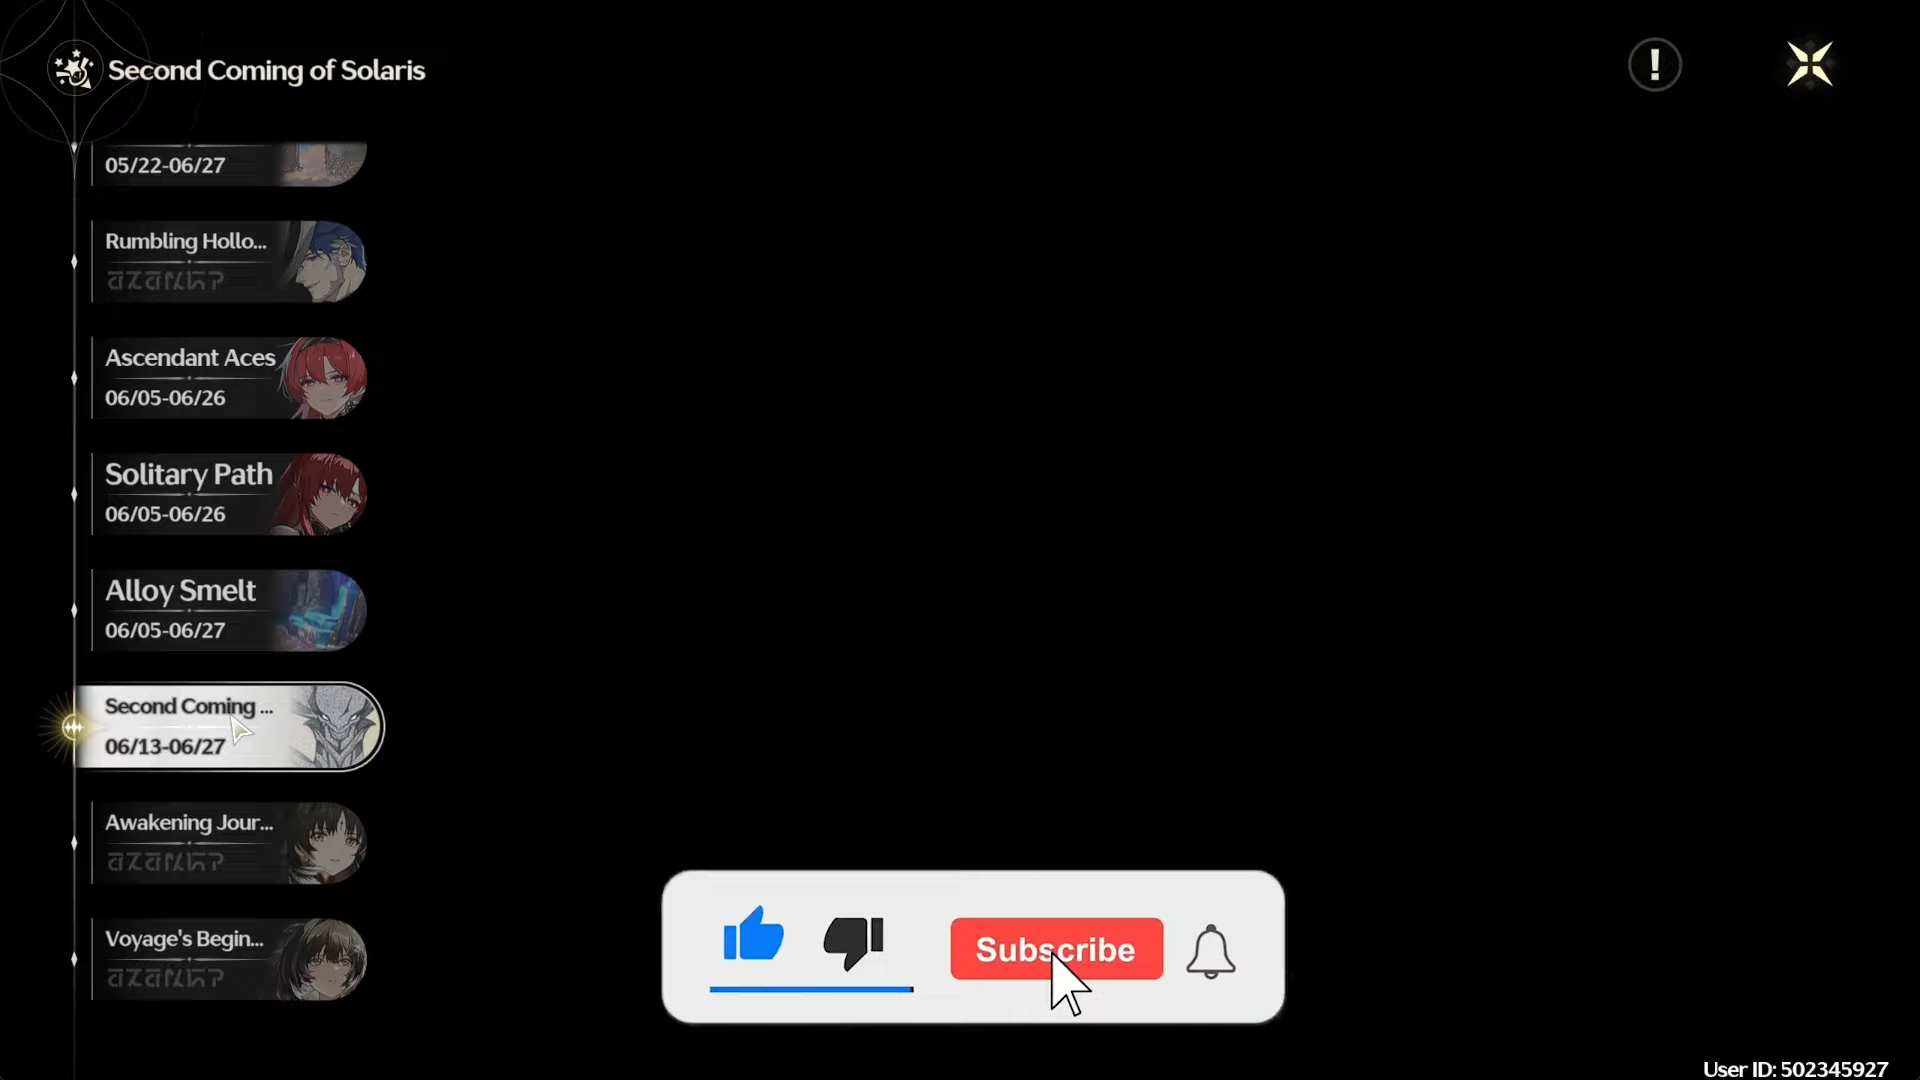 Second Coming of Solaris
!
05/22-06/27
Rumbling Hollo...
Ascendant Aces
06/05-06/26
Solitary Path
06/05-06/26
Alloy Smelt
06/05-06/27
Second Coming ...
06/13-06/27
Awakening Jour...
Voyage's Begin...
Subscribe
User ID: 502345927